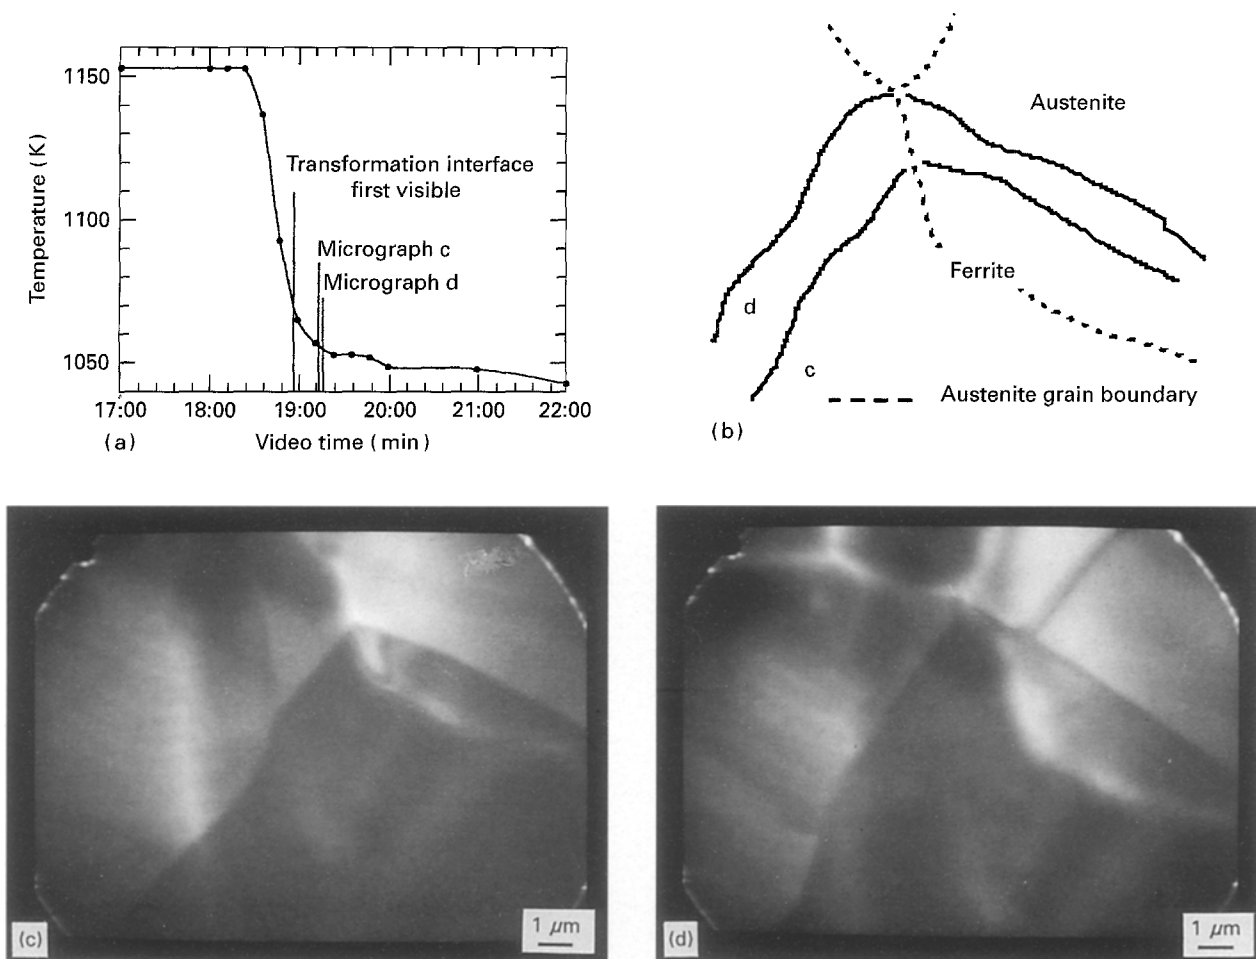 1150
1100
1050
Temperature (K)
Transformation interface
first visible
Micrograph c
Micrograph d
17:00 18:00 19:00 20:00 21:00 22:00
(a) Video time (min)
Austenite
Ferrite
d
c
Austenite grain boundary
(b)
(c)
1 μm
(d)
1 μm